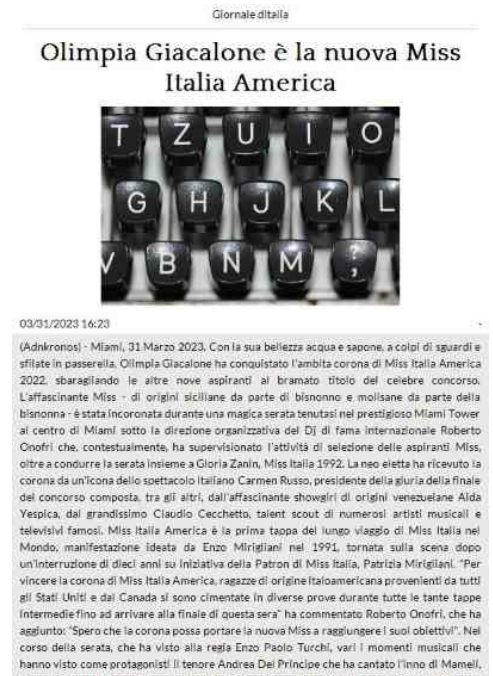 Giornale ditalia
Olimpia Giacalone è la nuova Miss
Italia America
T Z U I O
G H J K L
V B N M ? ;
03/31/2023 16:23
(Adnkronos) - Miami, 31 Marzo 2023. Con la sua bellezza acqua e sapone, a colpi di sguardi e
sfilate in passerella, Olimpia Giacalone ha conquistato l'ambita corona di Miss Italia America
2022, sbaragliando le altre nove aspiranti al bramato titolo del celebre concorso.
L'affascinante Miss - di origini siciliane da parte di bisnonno e molisane da parte della
bisnonna - è stata incoronata durante una magica serata tenutasi nel prestigioso Miami Tower
al centro di Miami sotto la direzione organizzativa del Dj di fama internazionale Roberto
Onofri che, contestualmente, ha supervisionato l'attività di selezione delle aspiranti Miss,
oltre a condurre la serata insieme a Gloria Zanin, Miss Italia 1992. La neo eletta ha ricevuto la
corona da un'icona dello spettacolo italiano Carmen Russo, presidente della giuria della finale
del concorso composta, tra gli altri, dall'affascinante showgirl di origini venezuelane Aida
Yespica, dal grandissimo Claudio Cecchetto, talent scout di numerosi artisti musicali e
televisivi famosi. Miss Italia America è la prima tappa del lungo viaggio di Miss Italia nel
Mondo, manifestazione ideata da Enzo Mirigliani nel 1991, tornata sulla scena dopo
un'interruzione di dieci anni su iniziativa della Patron di Miss Italia, Patrizia Mirigliani. "Per
vincere la corona di Miss Italia America, ragazze di origine italoamericana provenienti da tutti
gli Stati Uniti e dal Canada si sono cimentate in diverse prove durante tutte le tante tappe
intermedie fino ad arrivare alla finale di questa sera" ha commentato Roberto Onofri, che ha
aggiunto: "Spero che la corona possa portare la nuova Miss a raggiungere i suoi obiettivi". Nel
corso della serata, che ha visto alla regia Enzo Paolo Turchi, vari i momenti musicali che
hanno visto come protagonisti il tenore Andrea Del Principe che ha cantato l'inno di Mameli,